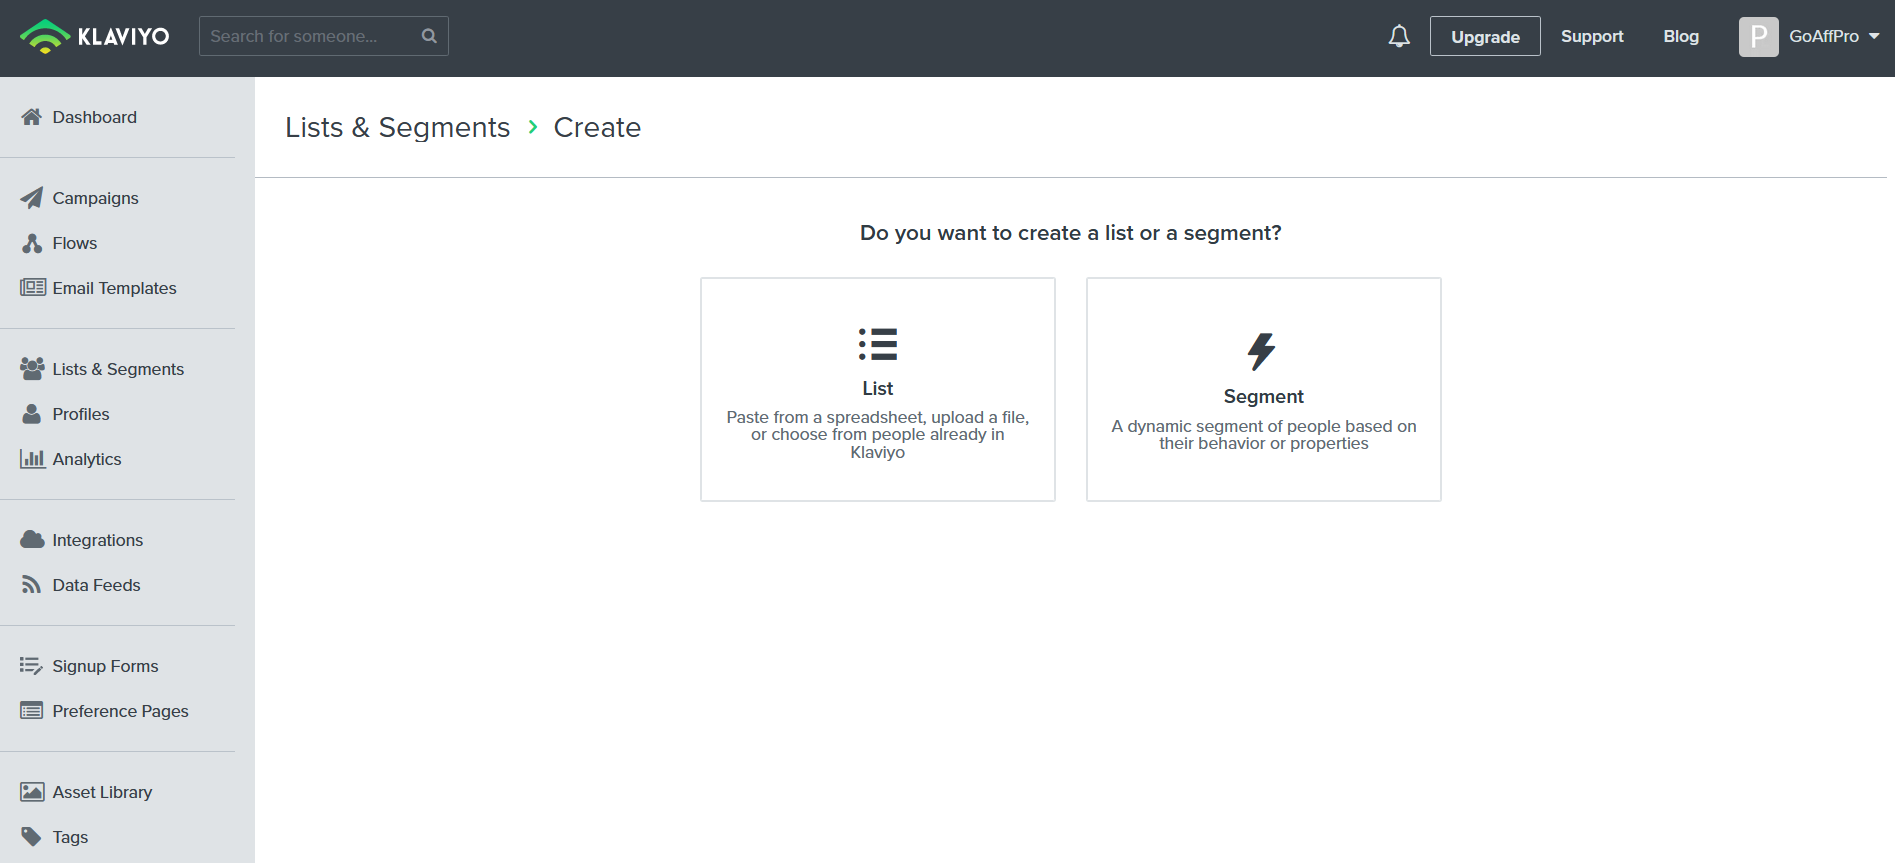 KLAVIYO
Search for someone...
Upgrade
Support
Blog
P
GoAffPro
Dashboard
Campaigns
Flows
Email Templates
Lists & Segments
Profiles
Analytics
Integrations
Data Feeds
Signup Forms
Preference Pages
Asset Library
Tags
Lists & Segments > Create
Do you want to create a list or a segment?
List
Paste from a spreadsheet, upload a file,
or choose from people already in
Klaviyo
Segment
A dynamic segment of people based on
their behavior or properties